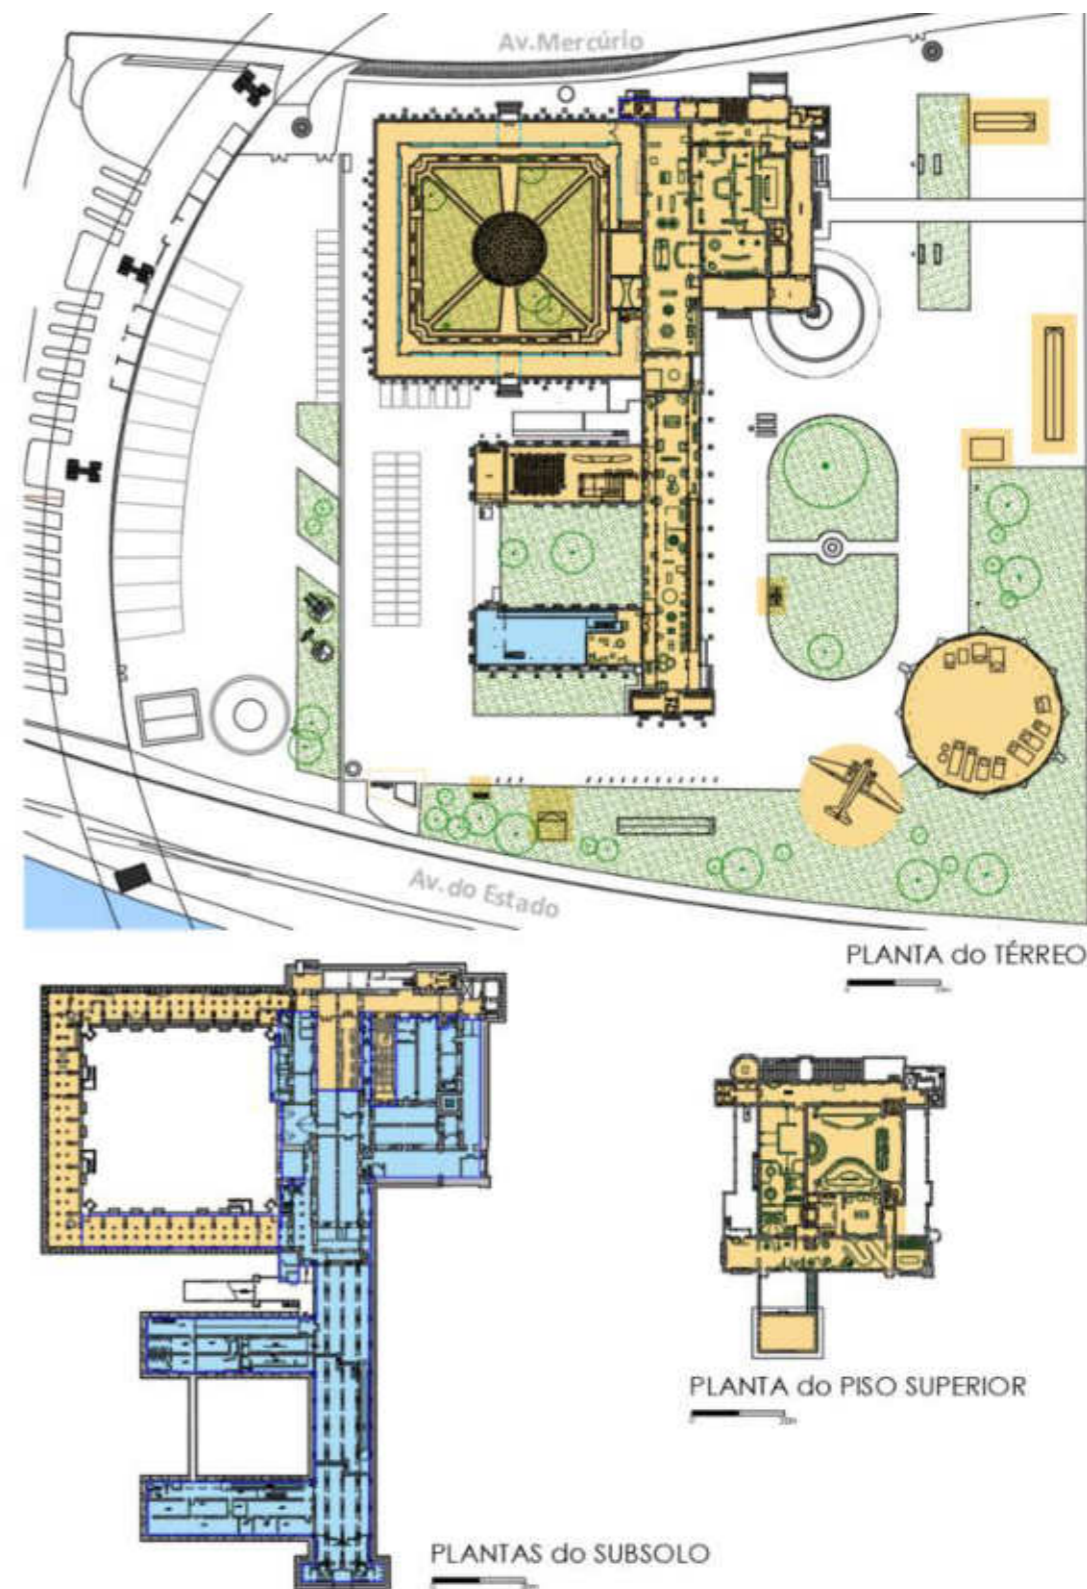 Av.Mercúrio
Av.do Estado
PLANTA do TÉRREO
PLANTA do PISO SUPERIOR
PLANTAS do SUBSOLO